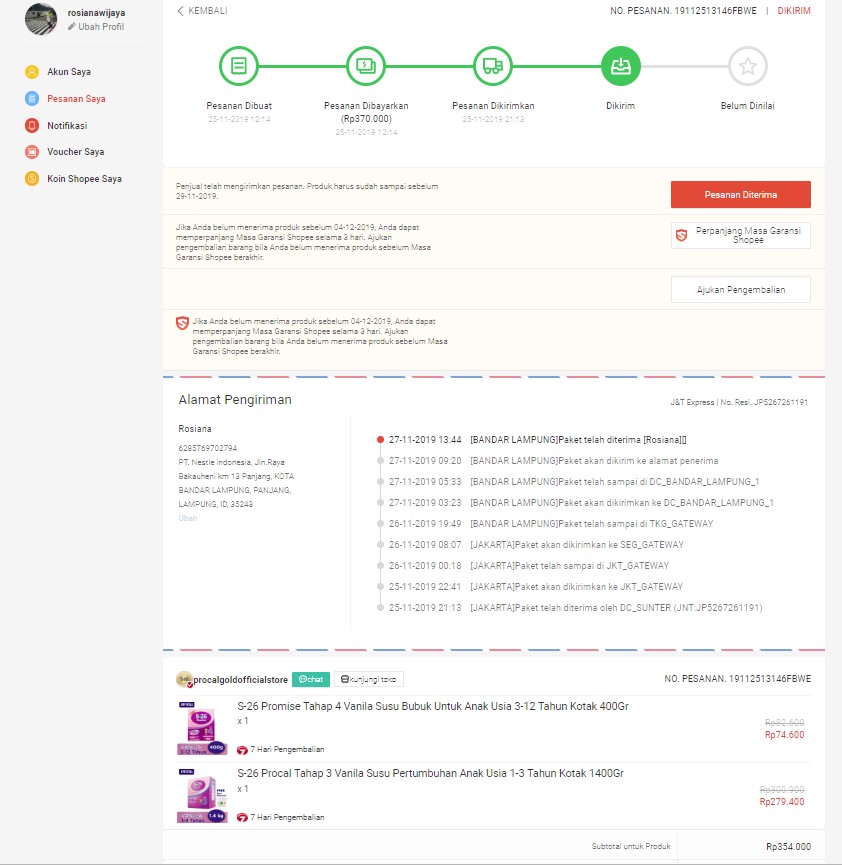 rosianawijaya
Ubah Profil
Akun Saya
Pesanan Saya
Notifikasi
Voucher Saya
Koin Shopee Saya
KEMBALI
NO. PESANAN. 19112513146FBWE | DIKIRIM
Pesanan Dibuat
25-11-2019 12:14
Pesanan Dibayarkan
(Rp370.000)
25-11-2019 12:14
Pesanan Dikirimkan
25-11-2019 21:13
Dikirim
Belum Dinilai
Penjual telah mengirimkan pesanan. Produk harus sudah sampai sebelum
29-11-2019.
Pesanan Diterima
Jika Anda belum menerima produk sebelum 04-12-2019, Anda dapat
memperpanjang Masa Garansi Shopee selama 3 hari. Ajukan
pengembalian barang bila Anda belum menerima produk sebelum Masa
Garansi Shopee berakhir.
Perpanjang Masa Garansi
Shopee
Ajukan Pengembalian
Jika Anda belum menerima produk sebelum 04-12-2019, Anda dapat
memperpanjang Masa Garansi Shopee selama 3 hari. Ajukan
pengembalian barang bila Anda belum menerima produk sebelum Masa
Garansi Shopee berakhir.
Alamat Pengiriman
J&T Express | No. Resi. JP5267261191
Rosiana
6285769702794
PT. Nestle indonesia, Jln.Raya
Bakauheni km 13 Panjang, KOTA
BANDAR LAMPUNG, PANJANG,
LAMPUNG, ID, 35243
Ubah
27-11-2019 13:44 [BANDAR LAMPUNG]Paket telah diterima [Rosiana][]
27-11-2019 09:20 [BANDAR LAMPUNG]Paket akan dikirim ke alamat penerima
27-11-2019 05:33 [BANDAR LAMPUNG]Paket telah sampai di DC_BANDAR_LAMPUNG_1
27-11-2019 03:23 [BANDAR LAMPUNG]Paket akan dikirimkan ke DC_BANDAR_LAMPUNG_1
26-11-2019 19:49 [BANDAR LAMPUNG]Paket telah sampai di TKG_GATEWAY
26-11-2019 08:07 [JAKARTA]Paket akan dikirimkan ke SEG_GATEWAY
26-11-2019 00:18 [JAKARTA]Paket telah sampai di JKT_GATEWAY
25-11-2019 22:41 [JAKARTA]Paket akan dikirimkan ke JKT_GATEWAY
25-11-2019 21:13 [JAKARTA]Paket telah diterima oleh DC_SUNTER (JNT:JP5267261191)
procalgoldofficialstore
chat
kunjungi toko
NO. PESANAN. 19112513146FBWE
S-26 Promise Tahap 4 Vanila Susu Bubuk Untuk Anak Usia 3-12 Tahun Kotak 400Gr
x 1
Rp82.600
Rp74.600
S-26
VANILA
3-12 TAHUN
400g
7 Hari Pengembalian
S-26 Procal Tahap 3 Vanila Susu Pertumbuhan Anak Usia 1-3 Tahun Kotak 1400Gr
x 1
Rp300.900
Rp279.400
VANILLA
1-3 Tahun
1.4 kg
7 Hari Pengembalian
Subtotal untuk Produk
Rp354.000